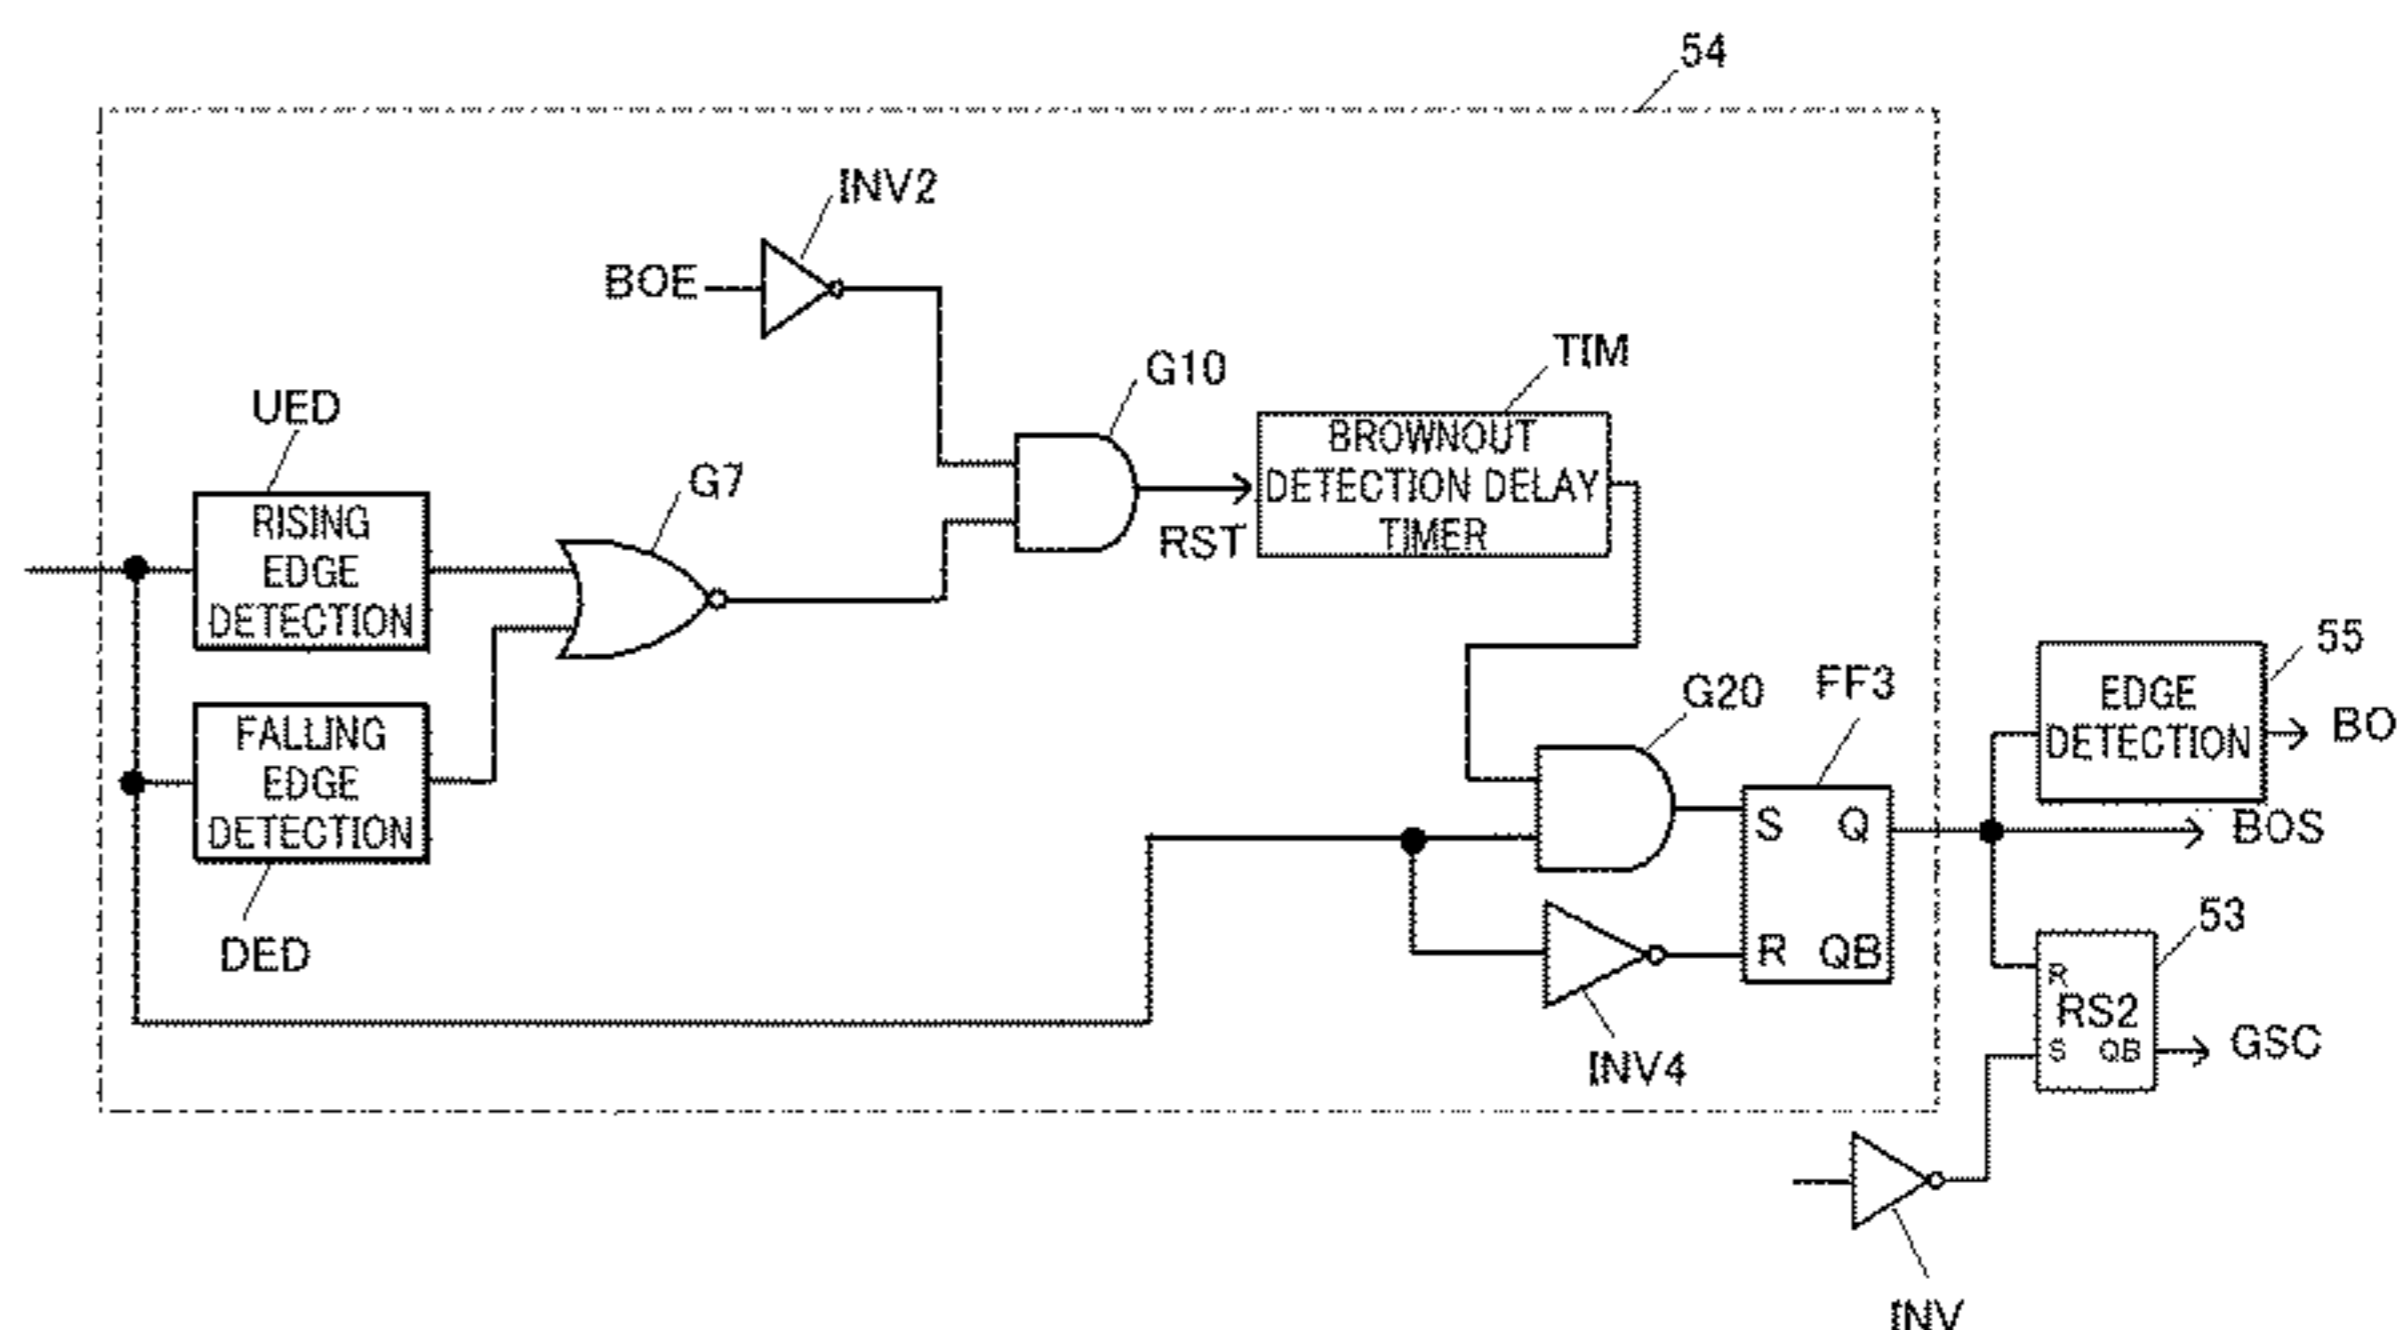 54
INV2
BOE
TIM
G10
UED
BROWNOUT
DETECTION DELAY
TIMER
G7
RST
RISING
EDGE
DETECTION
55
G20
FF3
EDGE
DETECTION
BO
FALLING
EDGE
DETECTION
S Q
BOS
53
DED
R QB
R
RS2
S QB
GSC
INV4
INV